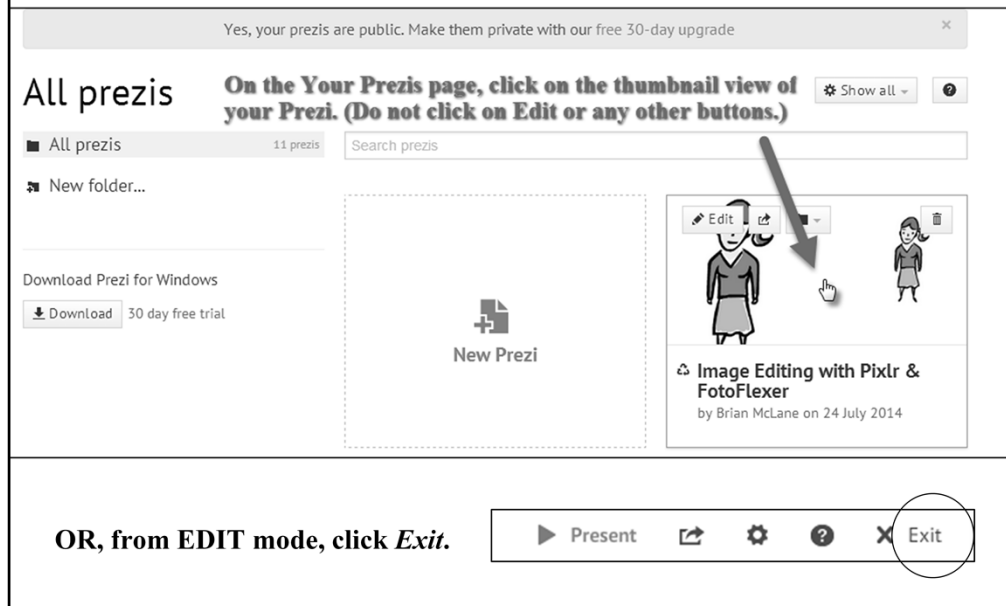 Yes, your prezis are public. Make them private with our free 30-day upgrade
All prezis
On the Your Prezis page, click on the thumbnail view of
your Prezi. (Do not click on Edit or any other buttons.)
Show all
All prezis
11 prezis
Search prezis
New folder...
Edit
Download Prezi for Windows
Download
30 day free trial
New Prezi
Image Editing with Pixlr &
FotoFlexer
by Brian McLane on 24 July 2014
OR, from EDIT mode, click Exit.
Present
Exit